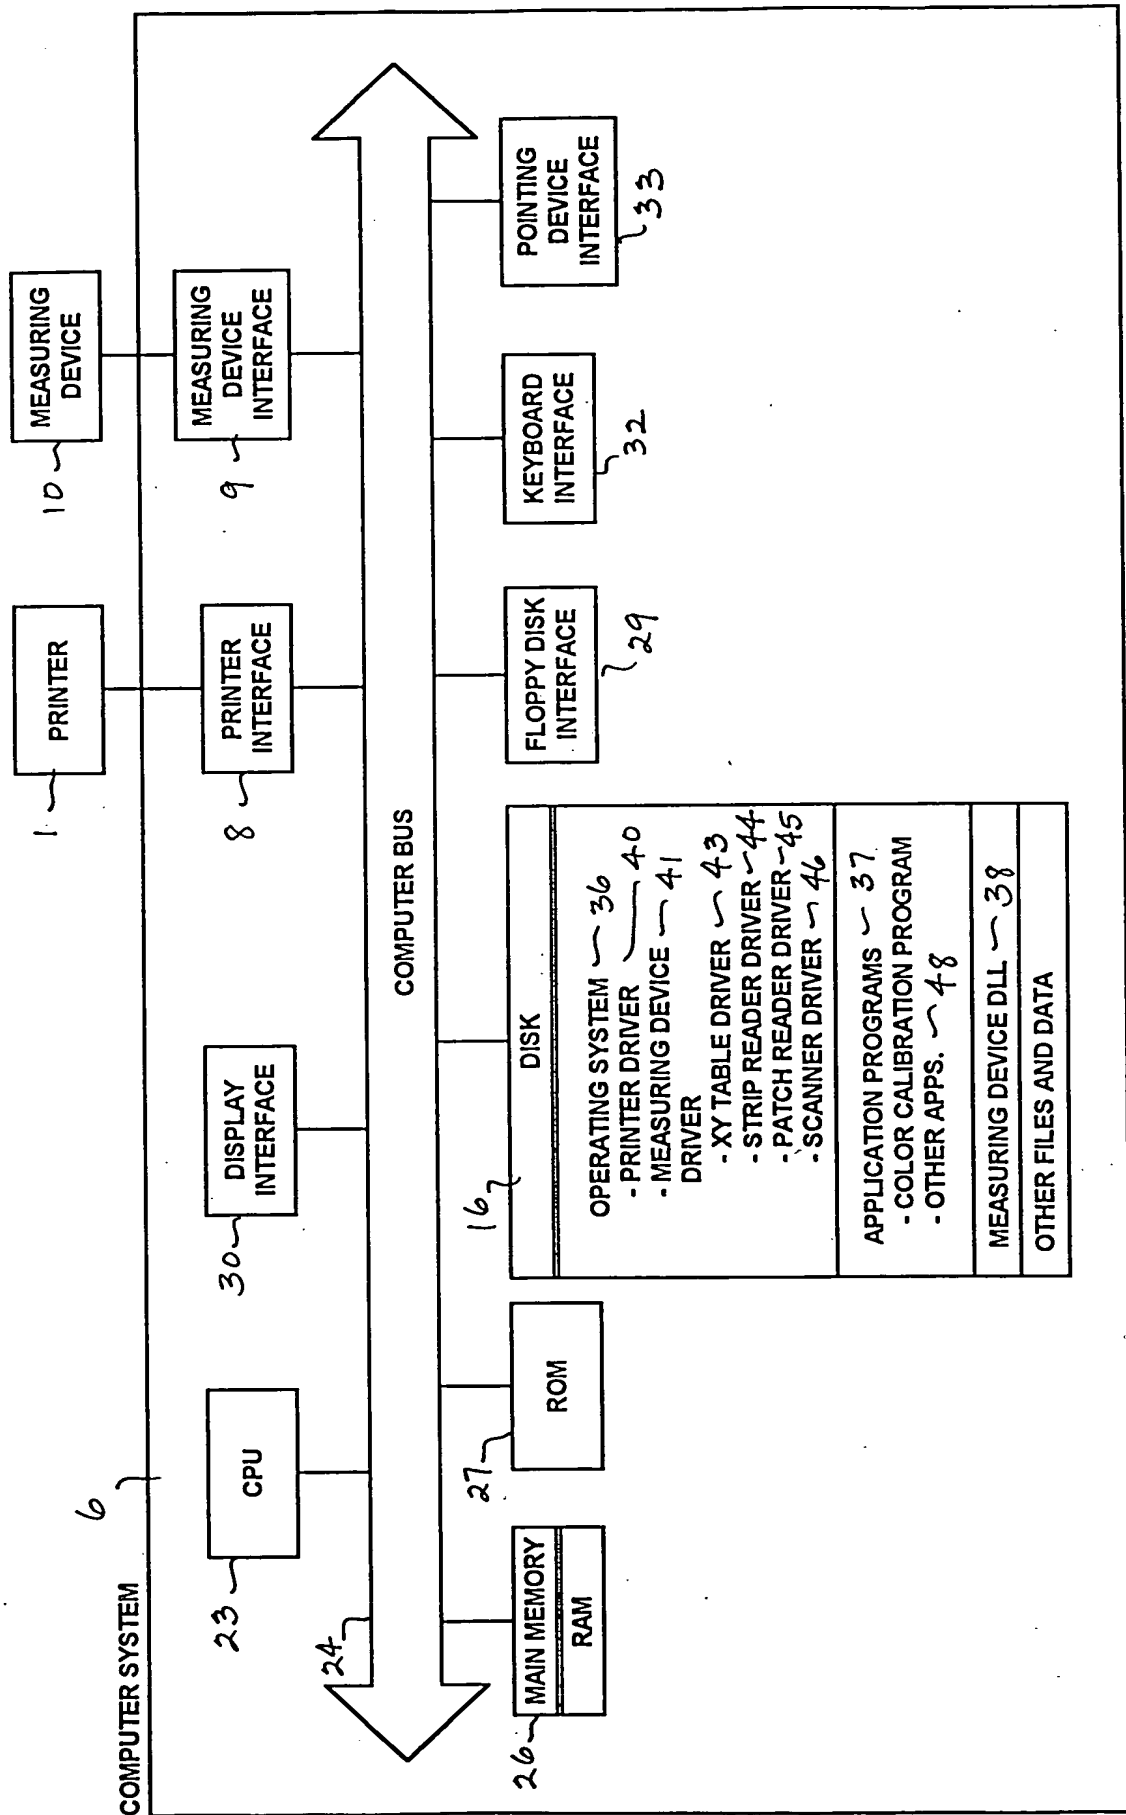 COMPUTER SYSTEM
6
PRINTER
1
MEASURING
DEVICE
10
CPU
23
DISPLAY
INTERFACE
30
PRINTER
INTERFACE
8
MEASURING
DEVICE
INTERFACE
9
24
COMPUTER BUS
MAIN MEMORY
RAM
26
ROM
27
16
DISK
OPERATING SYSTEM 36
- PRINTER DRIVER 40
- MEASURING DEVICE 41
DRIVER
- XY TABLE DRIVER 43
- STRIP READER DRIVER 44
- PATCH READER DRIVER 45
- SCANNER DRIVER 46
APPLICATION PROGRAMS 37
- COLOR CALIBRATION PROGRAM
- OTHER APPS. 48
MEASURING DEVICE DLL 38
OTHER FILES AND DATA
FLOPPY DISK
INTERFACE
29
KEYBOARD
INTERFACE
32
POINTING
DEVICE
INTERFACE
33